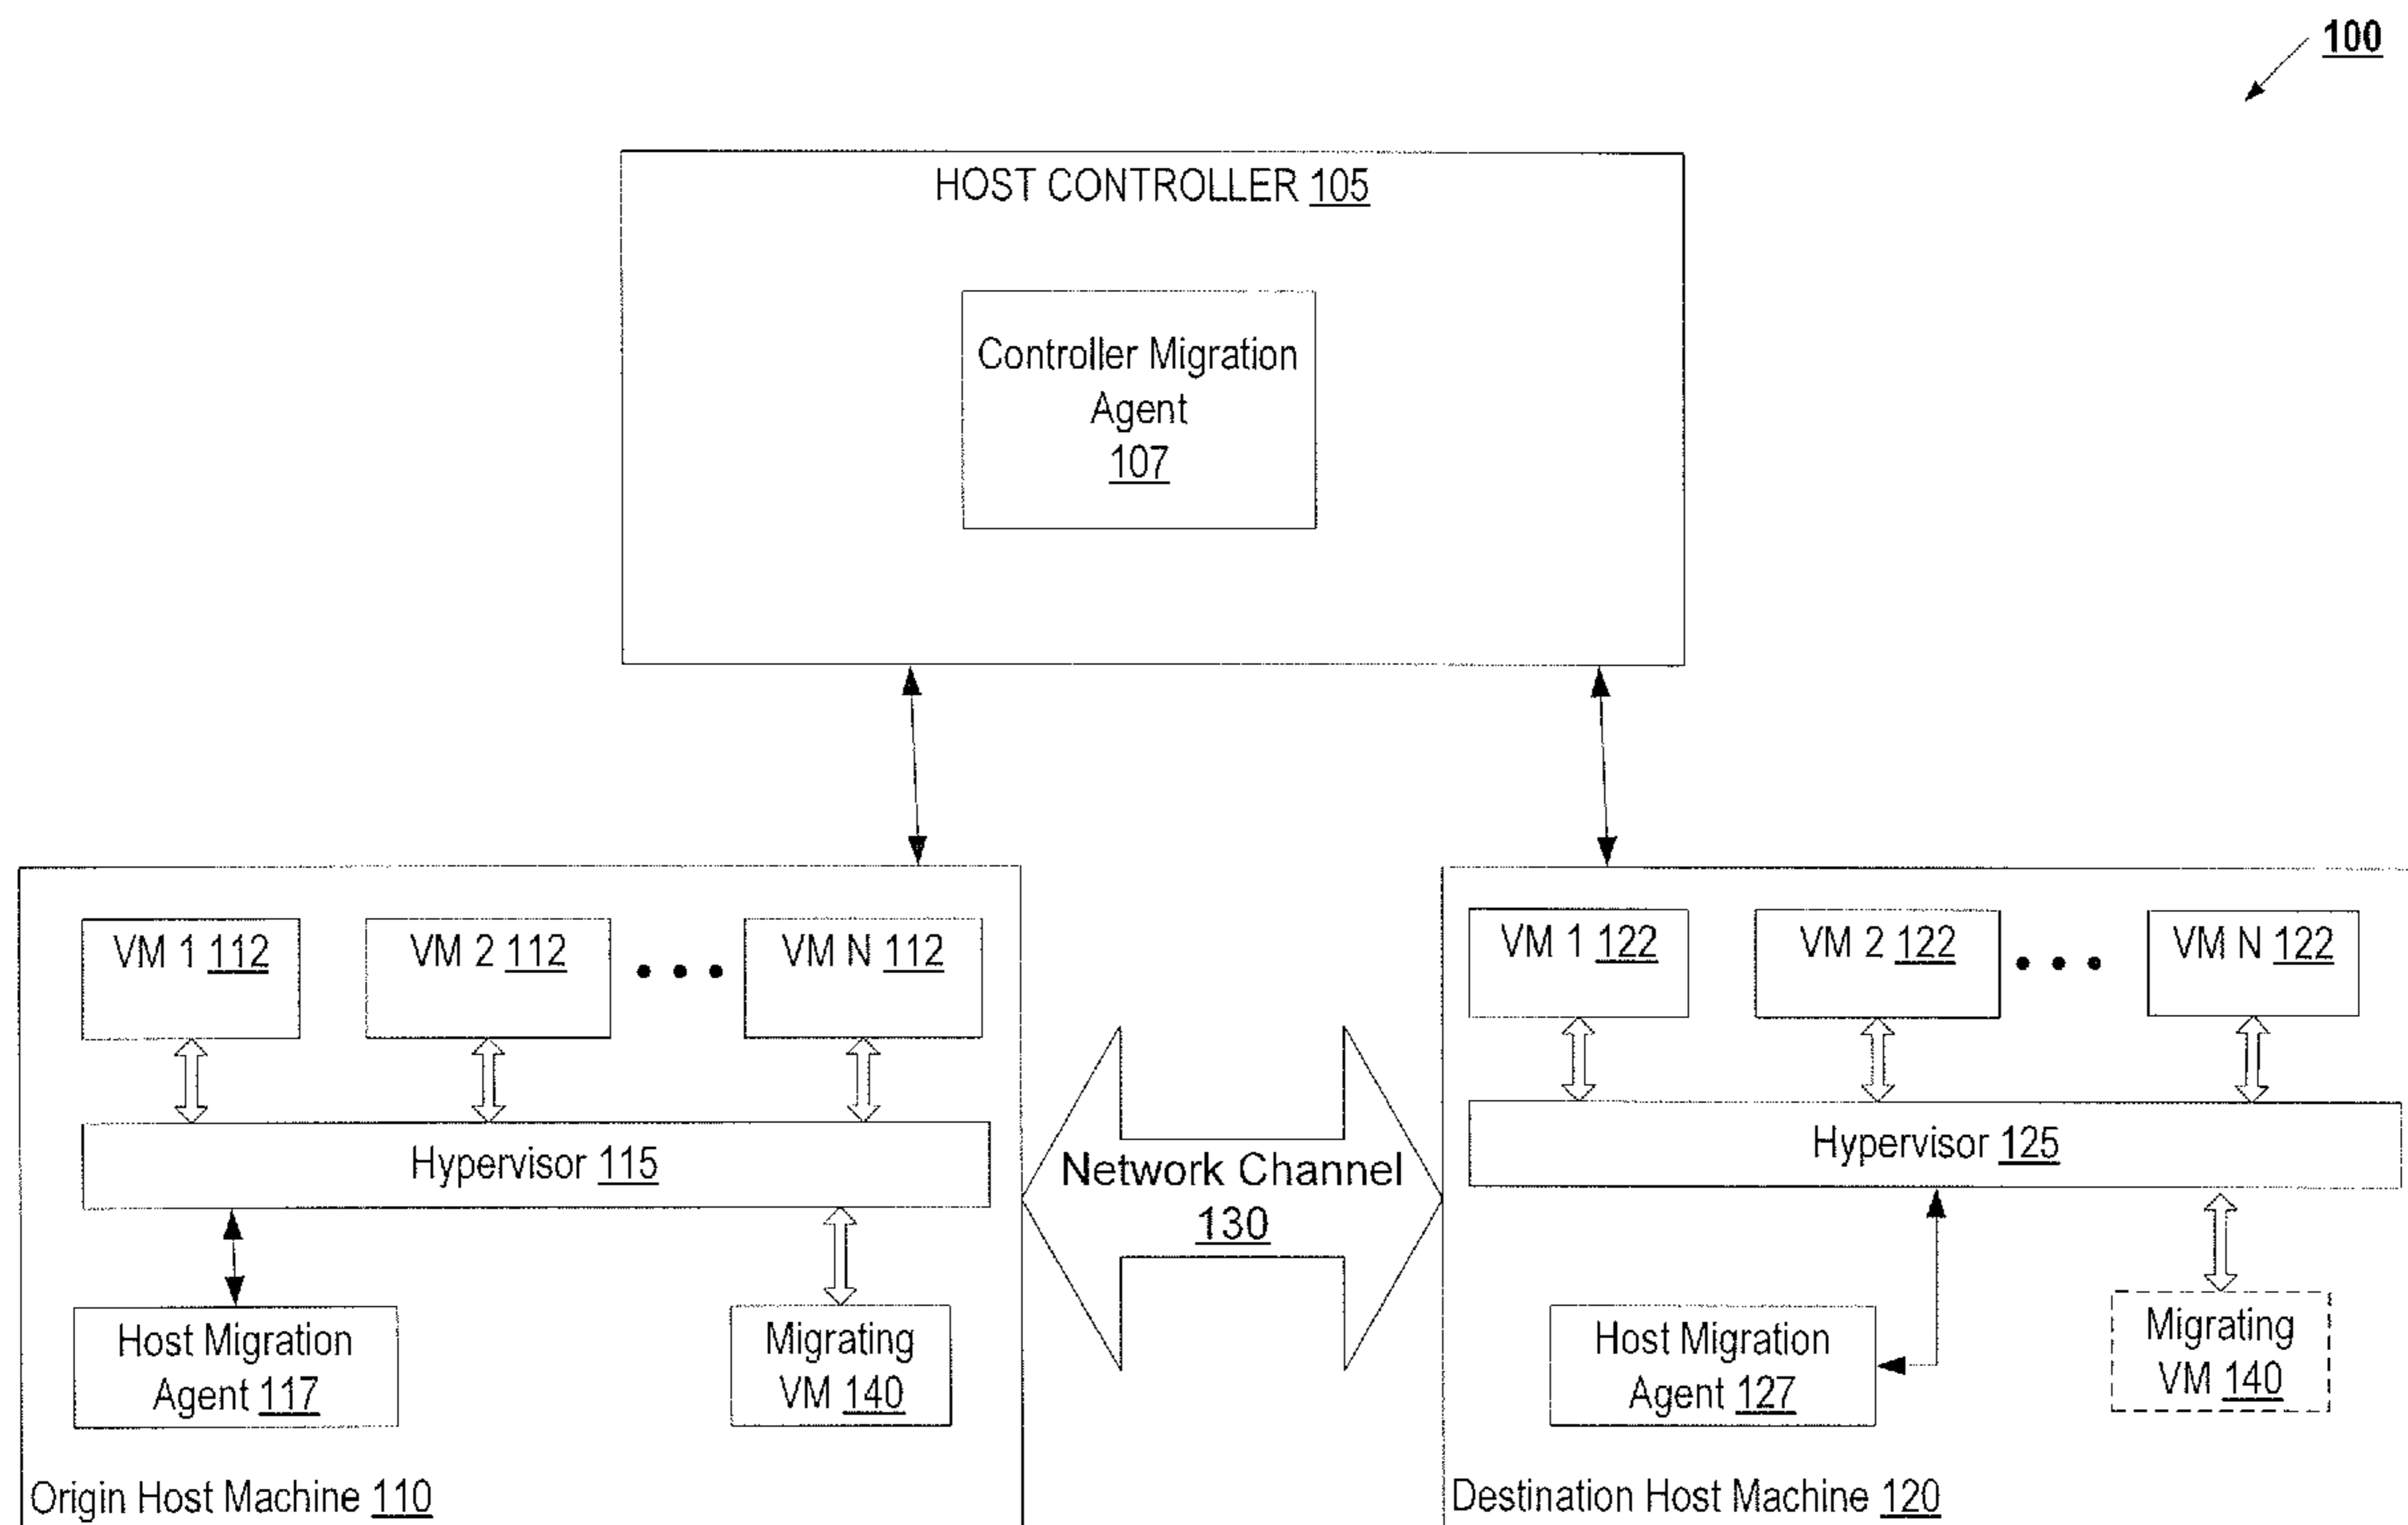 100
HOST CONTROLLER 105
Controller Migration
Agent
107
VM 1 112
VM 2 112
VM N 112
Hypervisor 115
Host Migration
Agent 117
Migrating
VM 140
Origin Host Machine 110
Network Channel
130
VM 1 122
VM 2 122
VM N 122
Hypervisor 125
Host Migration
Agent 127
Migrating
VM 140
Destination Host Machine 120